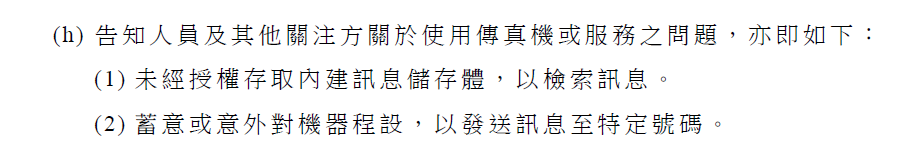 (h) 告知人員及其他關注方關於使用傳真機或服務之問題，亦即如下：
(1) 未經授權存取內建訊息儲存體，以檢索訊息。
(2) 蓄意或意外對機器程設，以發送訊息至特定號碼。